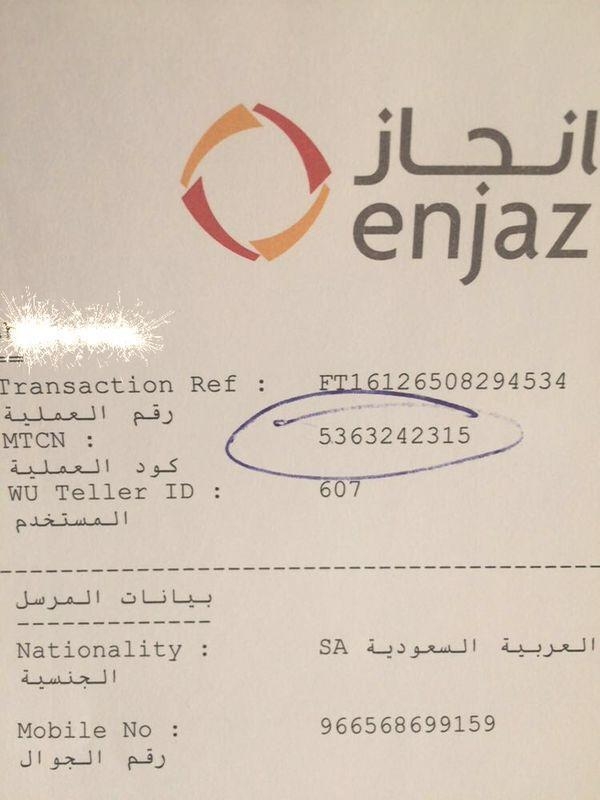 انجاز
enjaz
Transaction Ref : FT16126508294534
رقم العملية
MTCN : 5363242315
كود العملية
WU Teller ID : 607
المستخدم
بيانات المرسل
Nationality : SA العربية السعودية
الجنسية
Mobile No : 966568699159
رقم الجوال